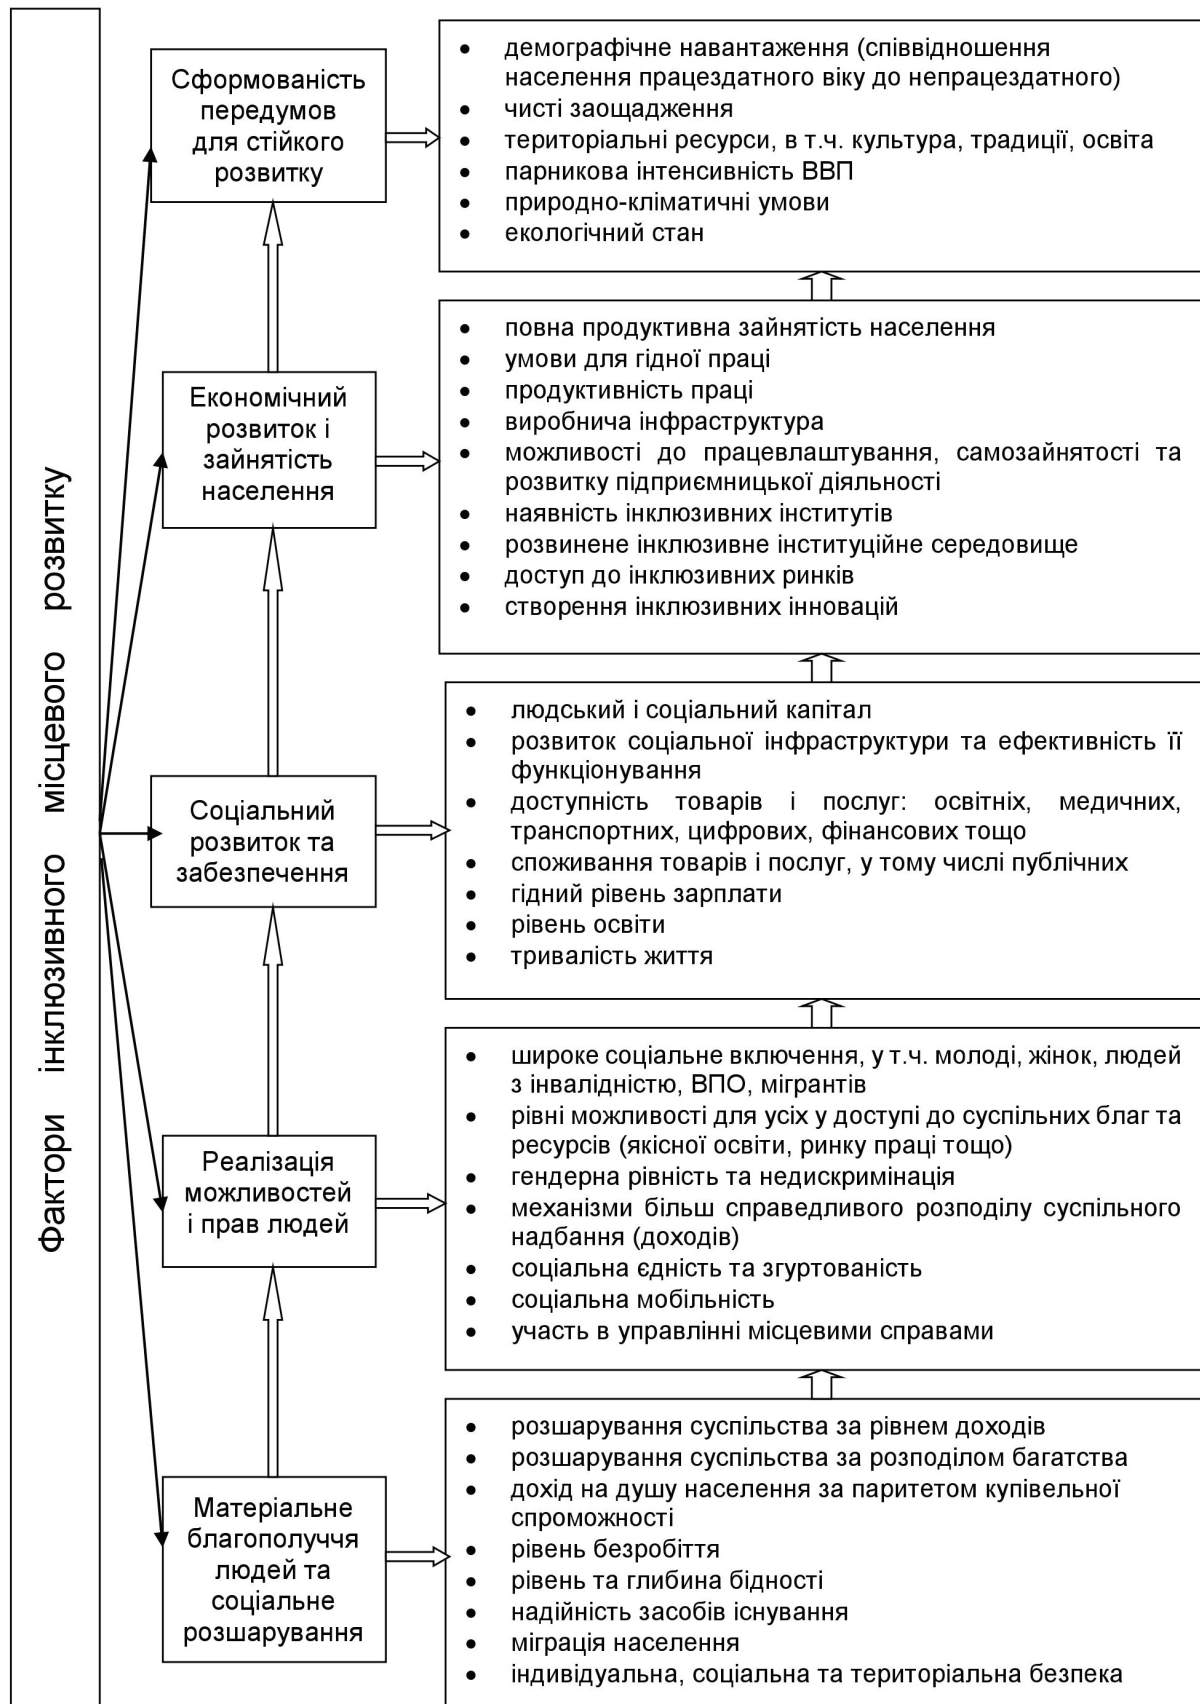 Фактори інклюзивного місцевого розвитку
Сформованість
передумов
для стійкого
розвитку
• демографічне навантаження (співвідношення
населення працездатного віку до непрацездатного)
• чисті заощадження
• територіальні ресурси, в т.ч. культура, традиції, освіта
• парникова інтенсивність ВВП
• природно-кліматичні умови
• екологічний стан
Економічний
розвиток і
зайнятість
населення
• повна продуктивна зайнятість населення
• умови для гідної праці
• продуктивність праці
• виробнича інфраструктура
• можливості до працевлаштування, самозайнятості та
розвитку підприємницької діяльності
• наявність інклюзивних інститутів
• розвинене інклюзивне інституційне середовище
• доступ до інклюзивних ринків
• створення інклюзивних інновацій
Соціальний
розвиток та
забезпечення
• людський і соціальний капітал
• розвиток соціальної інфраструктури та ефективність її
функціонування
• доступність товарів і послуг: освітніх, медичних,
транспортних, цифрових, фінансових тощо
• споживання товарів і послуг, у тому числі публічних
• гідний рівень зарплати
• рівень освіти
• тривалість життя
Реалізація
можливостей
і прав людей
• широке соціальне включення, у т.ч. молоді, жінок, людей
з інвалідністю, ВПО, мігрантів
• рівні можливості для усіх у доступі до суспільних благ та
ресурсів (якісної освіти, ринку праці тощо)
• гендерна рівність та недискримінація
• механізми більш справедливого розподілу суспільного
надбання (доходів)
• соціальна єдність та згуртованість
• соціальна мобільність
• участь в управлінні місцевими справами
Матеріальне
благополуччя
людей та
соціальне
розшарування
• розшарування суспільства за рівнем доходів
• розшарування суспільства за розподілом багатства
• дохід на душу населення за паритетом купівельної
спроможності
• рівень безробіття
• рівень та глибина бідності
• надійність засобів існування
• міграція населення
• індивідуальна, соціальна та територіальна безпека